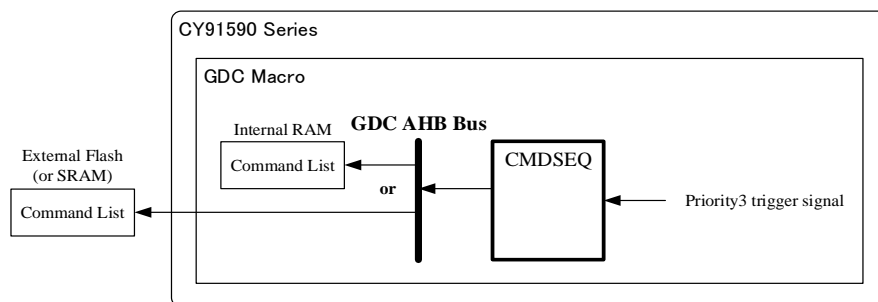 CY91590 Series
GDC Macro
Internal RAM
GDC AHB Bus
Command List
CMDSEQ
External Flash
(or SRAM)
or
Command List
Priority3 trigger signal